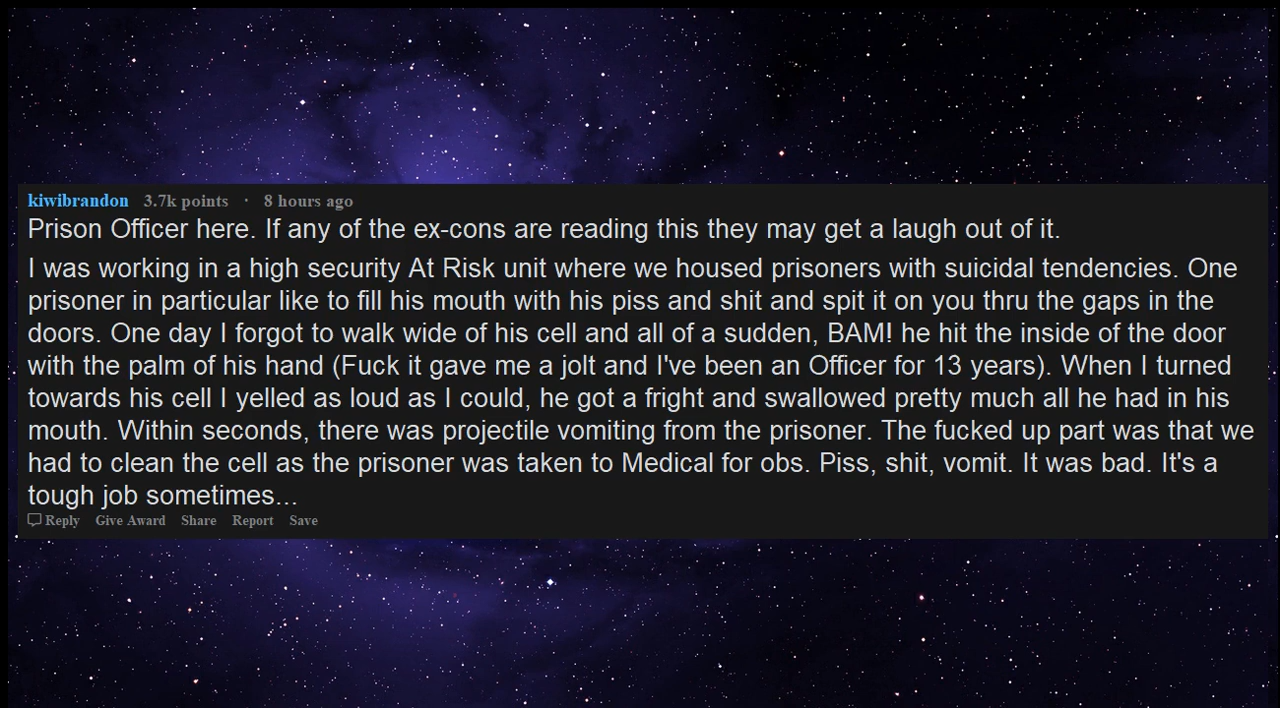 kiwibrandon 3.7k points · 8 hours ago
Prison Officer here. If any of the ex-cons are reading this they may get a laugh out of it.
I was working in a high security At Risk unit where we housed prisoners with suicidal tendencies. One
prisoner in particular like to fill his mouth with his piss and shit and spit it on you thru the gaps in the
doors. One day I forgot to walk wide of his cell and all of a sudden, BAM! he hit the inside of the door
with the palm of his hand (Fuck it gave me a jolt and I've been an Officer for 13 years). When I turned
towards his cell I yelled as loud as I could, he got a fright and swallowed pretty much all he had in his
mouth. Within seconds, there was projectile vomiting from the prisoner. The fucked up part was that we
had to clean the cell as the prisoner was taken to Medical for obs. Piss, shit, vomit. It was bad. It's a
tough job sometimes...
Reply Give Award Share Report Save